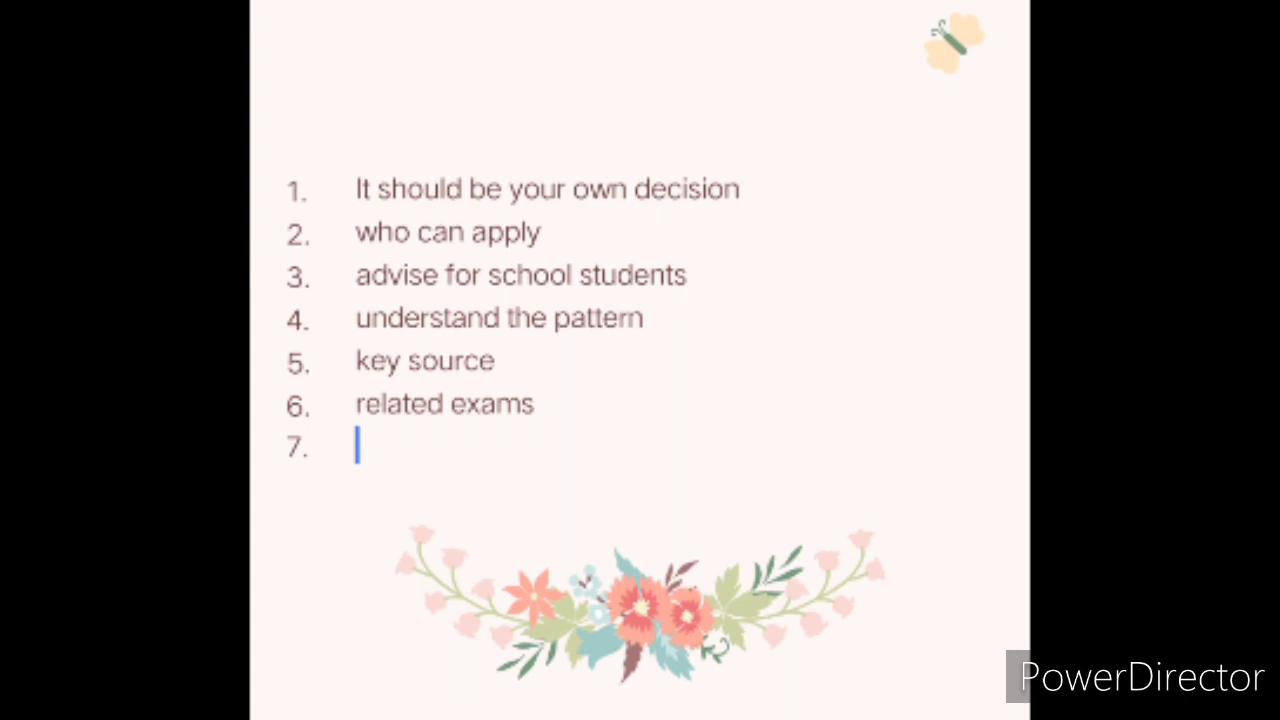 1. It should be your own decision
2. who can apply
3. advise for school students
4. understand the pattern
5. key source
6. related exams
7.
PowerDirector